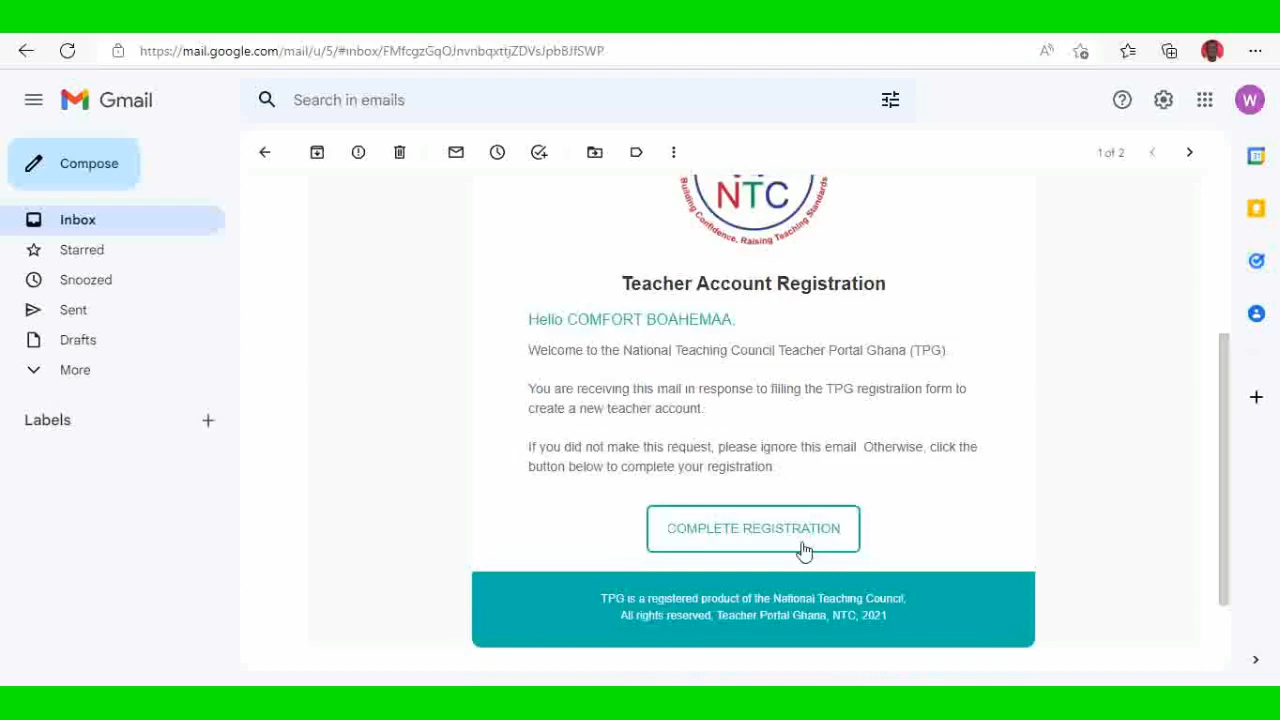 https://mail.google.com/mail/u/5/#inbox/FMfcgzGqQJnvnbqxttjZDVsJpbBJfSWP
Gmail
Search in emails
W
Compose
1 of 2
Inbox
Starred
Snoozed
Sent
Drafts
More
Labels
NTC
Building Confidence, Raising Teaching Standards
Teacher Account Registration
Hello COMFORT BOAHEMAA,
Welcome to the National Teaching Council Teacher Portal Ghana (TPG).
You are receiving this mail in response to filling the TPG registration form to
create a new teacher account.
If you did not make this request, please ignore this email. Otherwise, click the
button below to complete your registration.
COMPLETE REGISTRATION
TPG is a registered product of the National Teaching Council.
All rights reserved, Teacher Portal Ghana, NTC, 2021